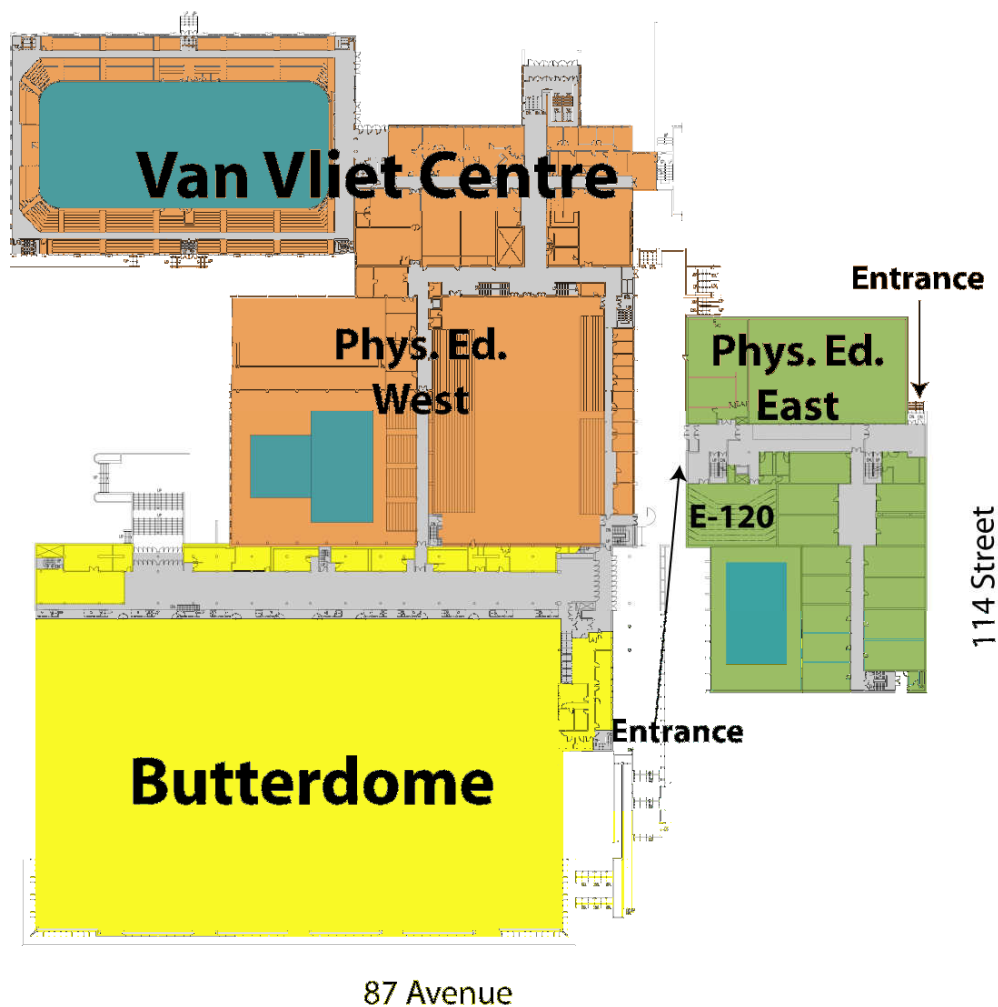 Van Vliet Centre
Entrance
Phys. Ed.
West
Phys. Ed.
East
E-120
114 Street
Entrance
Butterdome
87 Avenue